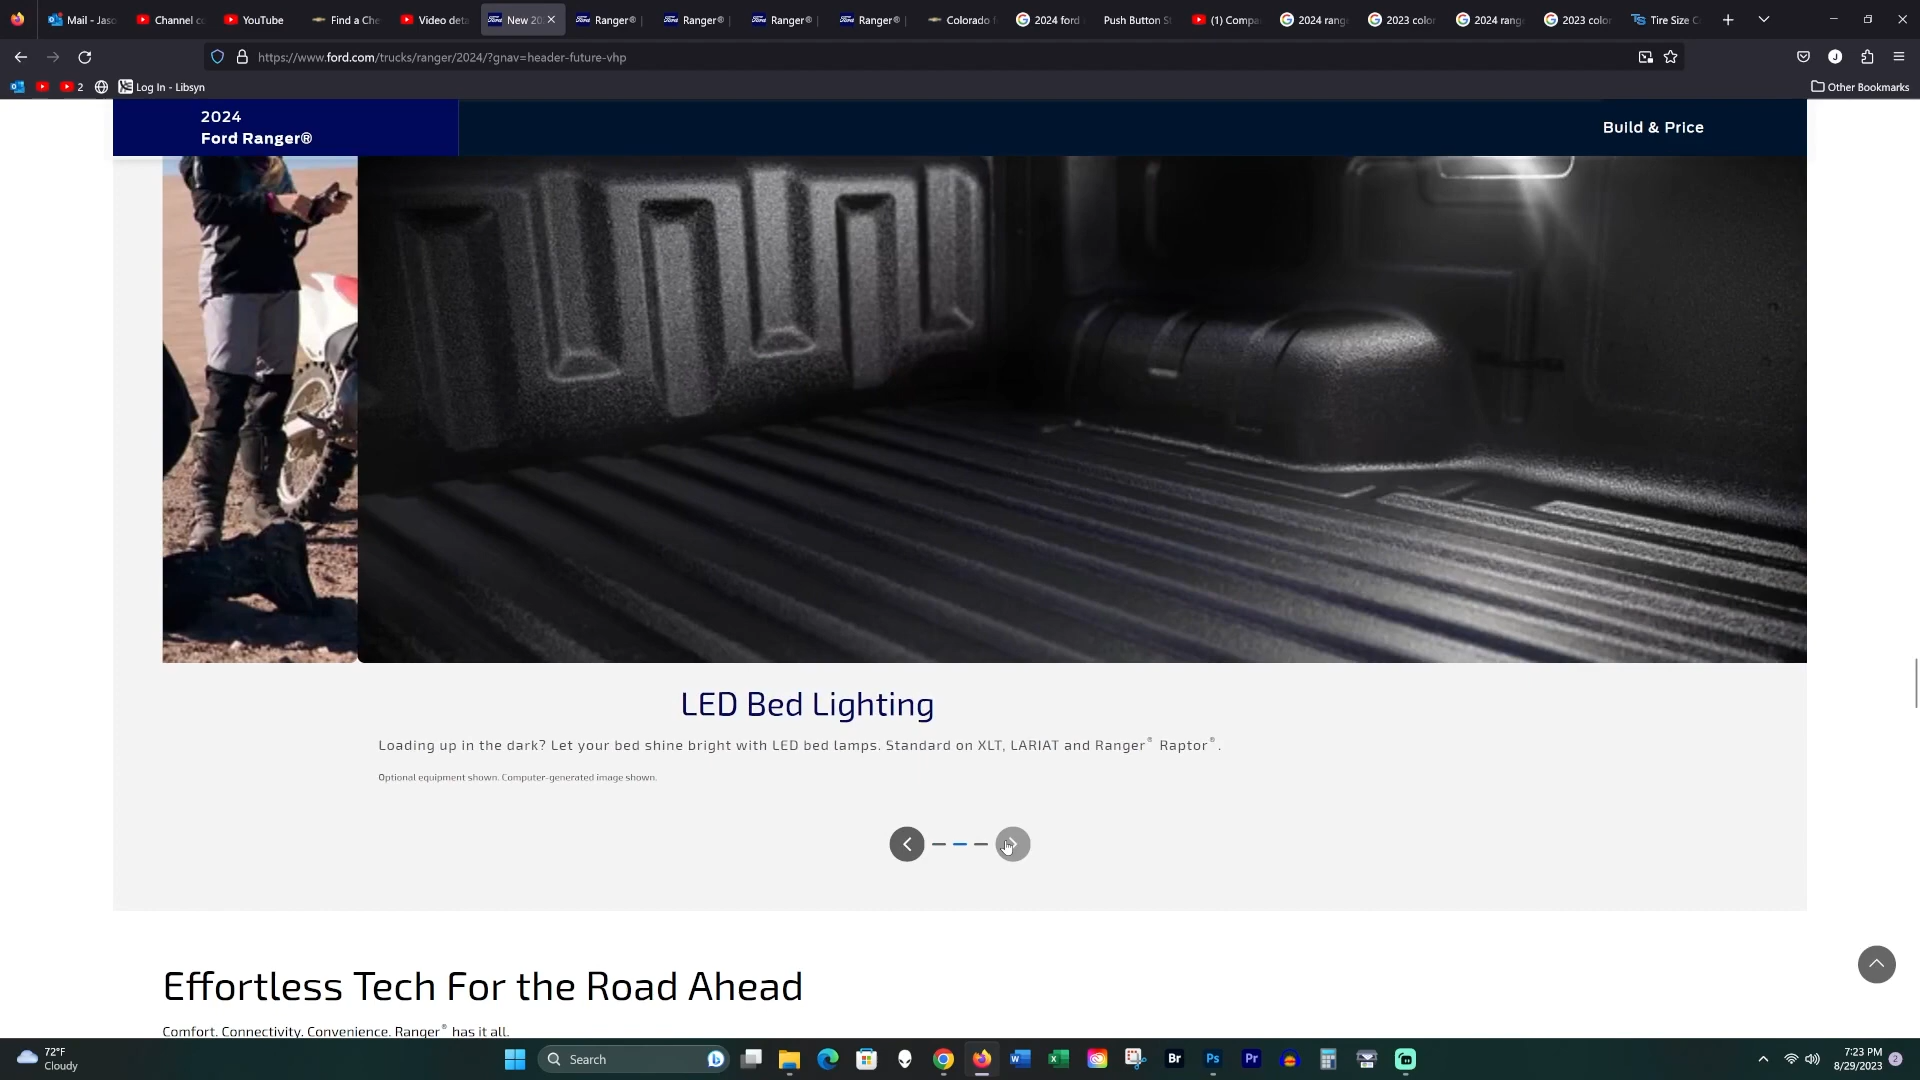 Mail - Jaso
Channel co
YouTube
Find a Che
Video deta
New 20
Ranger®
Ranger®
Ranger®
Ranger®
Colorado
2024 ford
Push Button S
(1) Compa
2024 rang
2023 color
2024 rang
2023 color
Tire Size C
https://www.ford.com/trucks/ranger/2024/?gnav=header-future-vhp
2
Log In - Libsyn
Other Bookmarks
2024
Ford Ranger®
Build & Price
LED Bed Lighting
Loading up in the dark? Let your bed shine bright with LED bed lamps. Standard on XLT, LARIAT and Ranger® Raptor®.
Optional equipment shown. Computer-generated image shown.
Effortless Tech For the Road Ahead
Comfort. Connectivity. Convenience. Ranger® has it all.
72°F
Cloudy
Search
Br
Ps
Pr
7:23 PM
8/29/2023
2